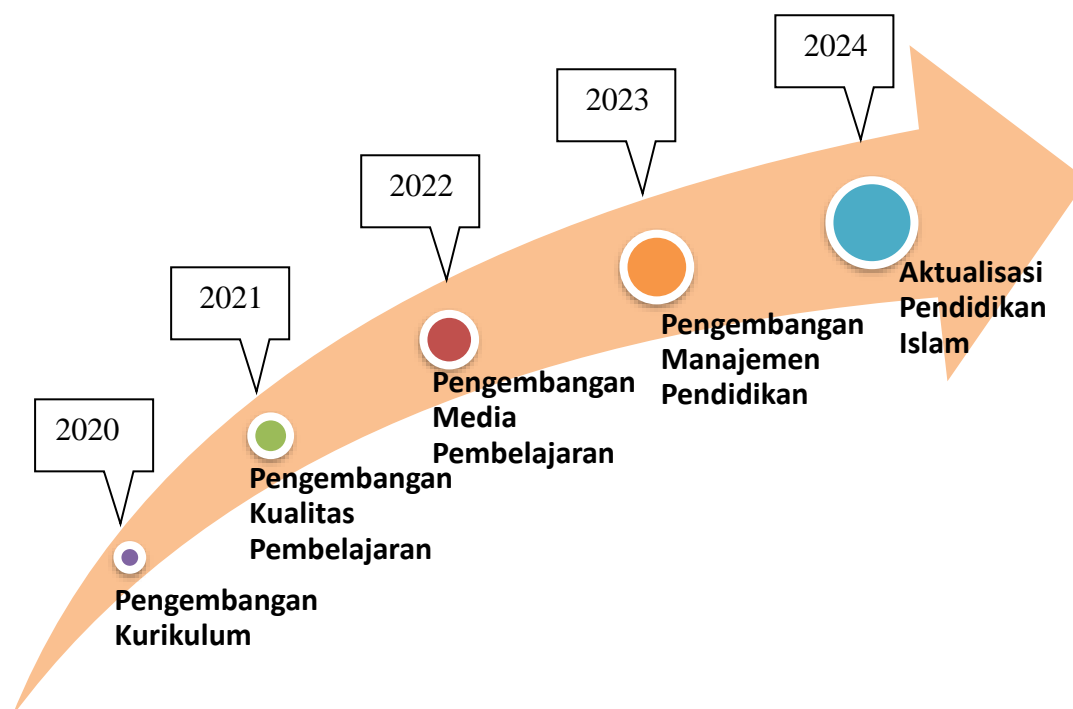 2020
Pengembangan
Kurikulum
2021
Pengembangan
Kualitas
Pembelajaran
2022
Pengembangan
Media
Pembelajaran
2023
Pengembangan
Manajemen
Pendidikan
2024
Aktualisasi
Pendidikan
Islam